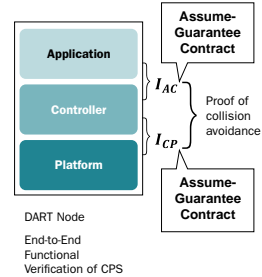 Assume-
Guarantee
Contract
Application
I_AC
Controller
Proof of
collision
avoidance
I_CP
Platform
Assume-
Guarantee
Contract
DART Node
End-to-End
Functional
Verification of CPS